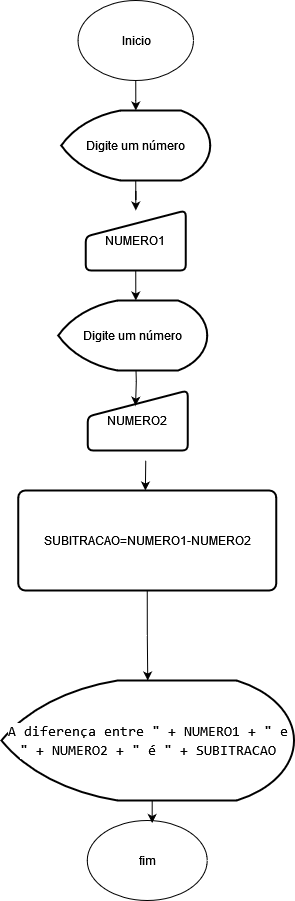 Inicio
Digite um número
NUMERO1
Digite um número
NUMERO2
SUBITRACAO=NUMERO1-NUMERO2
A diferença entre " + NUMERO1 + " e
" + NUMERO2 + " é " + SUBITRACAO
fim